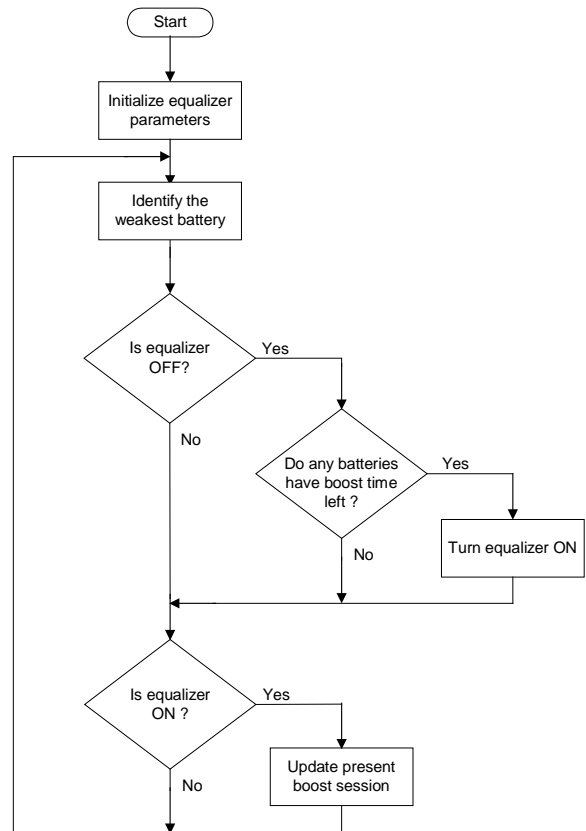 Start
Initialize equalizer
parameters
Identify the
weakest battery
Is equalizer
OFF?
Yes
No
Do any batteries
have boost time
left ?
Yes
No
Turn equalizer ON
Is equalizer
ON ?
Yes
No
Update present
boost session